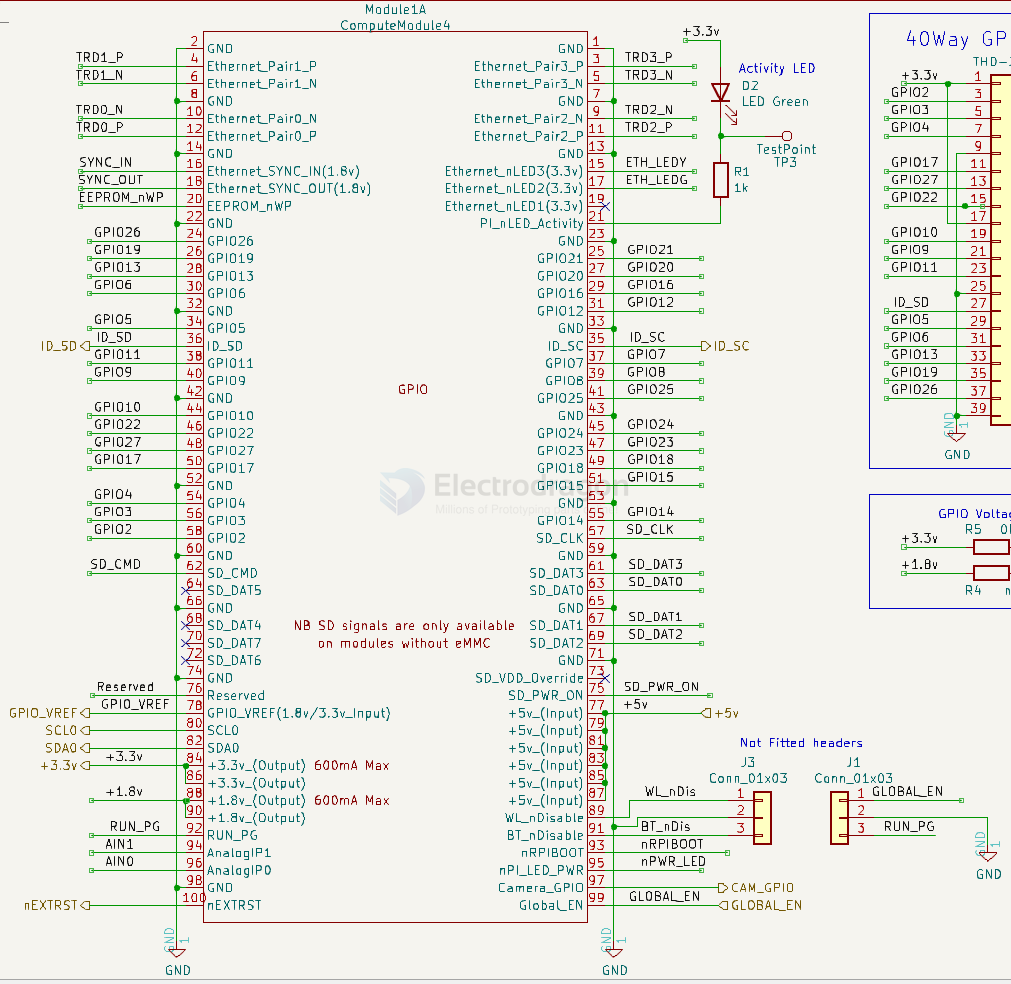 Module1A
ComputeModule4
TRD1_P
TRD1_N
TRD0_N
TRD0_P
SYNC_IN
SYNC_OUT
EEPROM_nWP
GPIO26
GPIO19
GPIO13
GPIO6
GPIO5
ID_SD
ID_SD
GPIO11
GPIO9
GPIO10
GPIO22
GPIO27
GPIO17
GPIO4
GPIO3
GPIO2
SD_CMD
Reserved
GPIO_VREF
GPIO_VREF
SCL0
SDA0
+3.3v
+3.3v
+1.8v
RUN_PG
AIN1
AIN0
nEXTRST
2 GND
4 Ethernet_Pair1_P
6 Ethernet_Pair1_N
8 GND
10 Ethernet_Pair0_N
12 Ethernet_Pair0_P
14 GND
16 Ethernet_SYNC_IN(1.8v)
18 Ethernet_SYNC_OUT(1.8v)
20 EEPROM_nWP
22 GND
24 GPIO26
26 GPIO19
28 GPIO13
30 GPIO6
32 GND
34 GPIO5
36 ID_SD
38 GPIO11
40 GPIO9
42 GND
44 GPIO10
46 GPIO22
48 GPIO27
50 GPIO17
52 GND
54 GPIO4
56 GPIO3
58 GPIO2
60 GND
62 SD_CMD
64 SD_DAT5
66 GND
68 SD_DAT4
70 SD_DAT7
72 SD_DAT6
74 GND
76 Reserved
78 GPIO_VREF(1.8v/3.3v_Input)
80 SCL0
82 SDA0
84 +3.3v_(Output) 600mA Max
86 +3.3v_(Output)
88 +1.8v_(Output) 600mA Max
90 +1.8v_(Output)
92 RUN_PG
94 AnalogIP1
96 AnalogIP0
98 GND
100 nEXTRST
GPIO
Electrodragon
Millions of Prototyping
NB SD signals are only available
on modules without eMMC
GND 1
Ethernet_Pair3_P 3
Ethernet_Pair3_N 5
GND 7
Ethernet_Pair2_N 9
Ethernet_Pair2_P 11
GND 13
Ethernet_nLED3(3.3v) 15
Ethernet_nLED2(3.3v) 17
Ethernet_nLED1(3.3v) 19
PI_nLED_Activity 21
GND 23
GPIO21 25
GPIO20 27
GPIO16 29
GPIO12 31
GND 33
ID_SC 35
GPIO7 37
GPIO8 39
GPIO25 41
GND 43
GPIO24 45
GPIO23 47
GPIO18 49
GPIO15 51
GND 53
GPIO14 55
SD_CLK 57
GND 59
SD_DAT3 61
SD_DAT0 63
GND 65
SD_DAT1 67
SD_DAT2 69
GND 71
SD_VDD_Override 73
SD_PWR_ON 75
+5v_(Input) 77
+5v_(Input) 79
+5v_(Input) 81
+5v_(Input) 83
+5v_(Input) 85
+5v_(Input) 87
WL_nDisable 89
BT_nDisable 91
nRPIBOOT 93
nPI_LED_PWR 95
Camera_GPIO 97
Global_EN 99
TRD3_P
TRD3_N
TRD2_N
TRD2_P
ETH_LEDY
ETH_LEDG
GPIO21
GPIO20
GPIO16
GPIO12
ID_SC
ID_SC
GPIO7
GPIO8
GPIO25
GPIO24
GPIO23
GPIO18
GPIO15
GPIO14
SD_CLK
SD_DAT3
SD_DAT0
SD_DAT1
SD_DAT2
SD_PWR_ON
+5v
+5v
WL_nDis
BT_nDis
nRPIBOOT
nPWR_LED
CAM_GPIO
GLOBAL_EN
GLOBAL_EN
GND
1
GND
GND
1
GND
+3.3v
Activity LED
D2
LED Green
TestPoint
TP3
R1
1k
Not Fitted headers
J3
Conn_01x03
1
2
3
J1
Conn_01x03
1 GLOBAL_EN
2
3 RUN_PG
GND
1
GND
40Way GP
THD-
+3.3v 1
GPIO2 3
GPIO3 5
GPIO4 7
9
GPIO17 11
GPIO27 13
GPIO22 15
17
GPIO10 19
GPIO9 21
GPIO11 23
25
ID_SD 27
GPIO5 29
GPIO6 31
GPIO13 33
GPIO19 35
GPIO26 37
39
GND
1
GND
GPIO Voltag
R5
+3.3v
+1.8v
R4